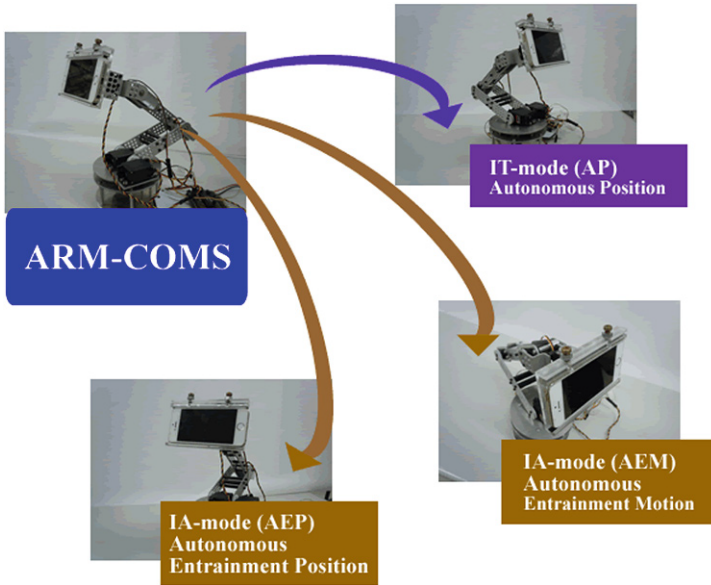 IT-mode (AP)
Autonomous Position
ARM-COMS
IA-mode (AEM)
Autonomous
Entrainment Motion
IA-mode (AEP)
Autonomous
Entrainment Position